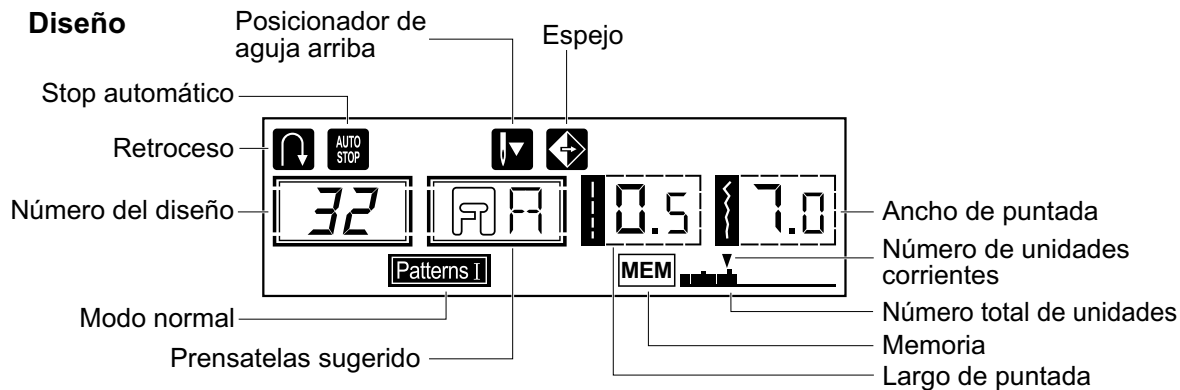 Diseño
Posicionador de
aguja arriba
Espejo
Stop automático
Retroceso
AUTO
STOP
Número del diseño
32
A
0.5
7.0
Ancho de puntada
Número de unidades
corrientes
Patterns I
MEM
Modo normal
Número total de unidades
Prensatelas sugerido
Memoria
Largo de puntada